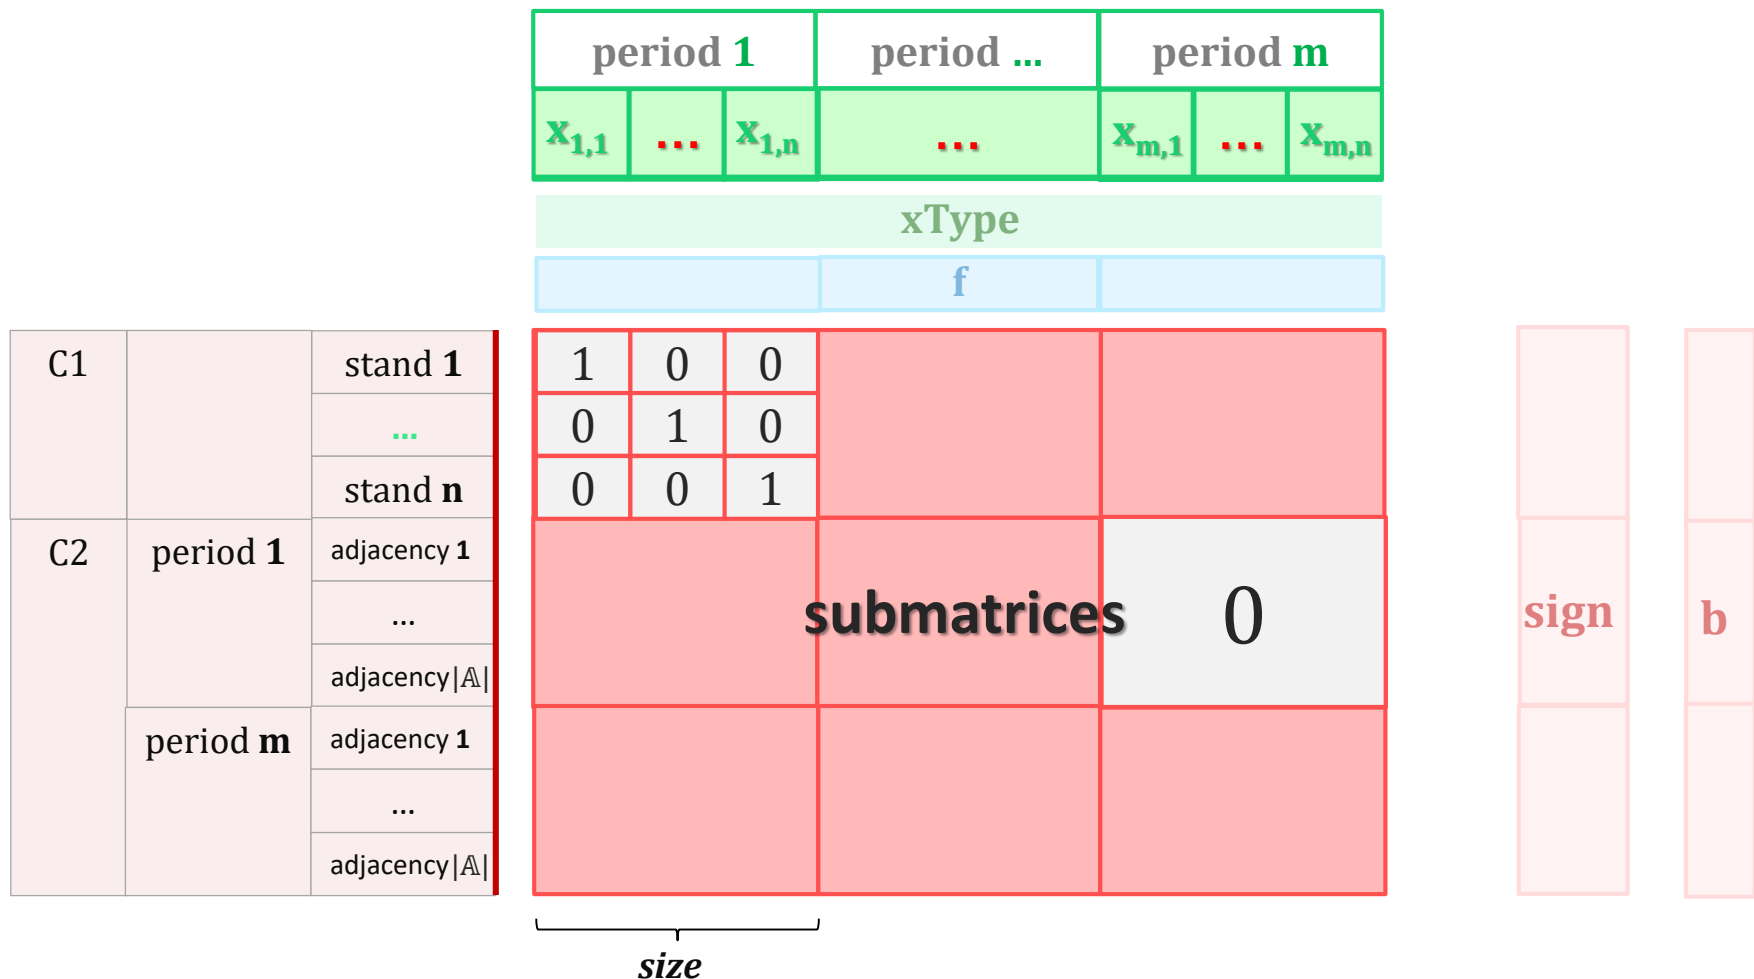 period 1 period ... period m
x1,1 ... x1,n ... xm,1 ... xm,n
xType
f
C1 stand 1 1 0 0
... 0 1 0
stand n 0 0 1
C2 period 1 adjacency 1
... submatrices 0 sign b
adjacency|𝔸|
period m adjacency 1
...
adjacency|𝔸|
size